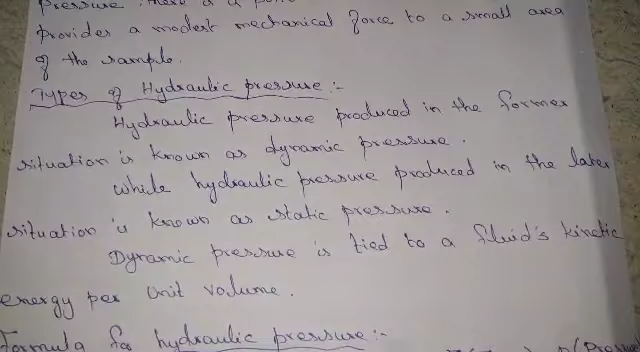 pressure
provides a modest mechanical force to a small area
of the sample.
Types of Hydraulic pressure :-
Hydraulic pressure produced in the former
situation is known as dynamic pressure.
while hydraulic pressure produced in the later
situation is known as static pressure.
Dynamic pressure is tied to a fluid's kinetic
energy per unit volume.
Formula for hydraulic pressure :-